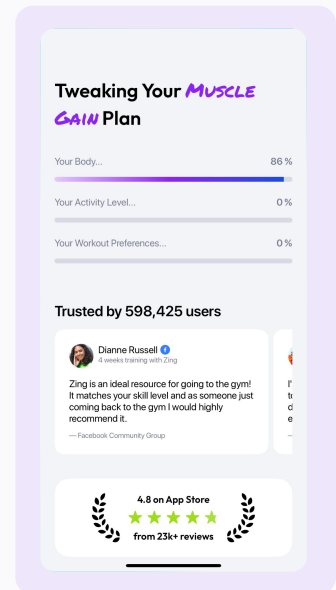 Tweaking Your Muscle
Gain Plan
Your Body... 86 %
Your Activity Level... 0 %
Your Workout Preferences... 0 %
Trusted by 598,425 users
Dianne Russell
4 weeks training with Zing
Zing is an ideal resource for going to the gym!
It matches your skill level and as someone just
coming back to the gym I would highly
recommend it.
— Facebook Community Group
4.8 on App Store
from 23k+ reviews